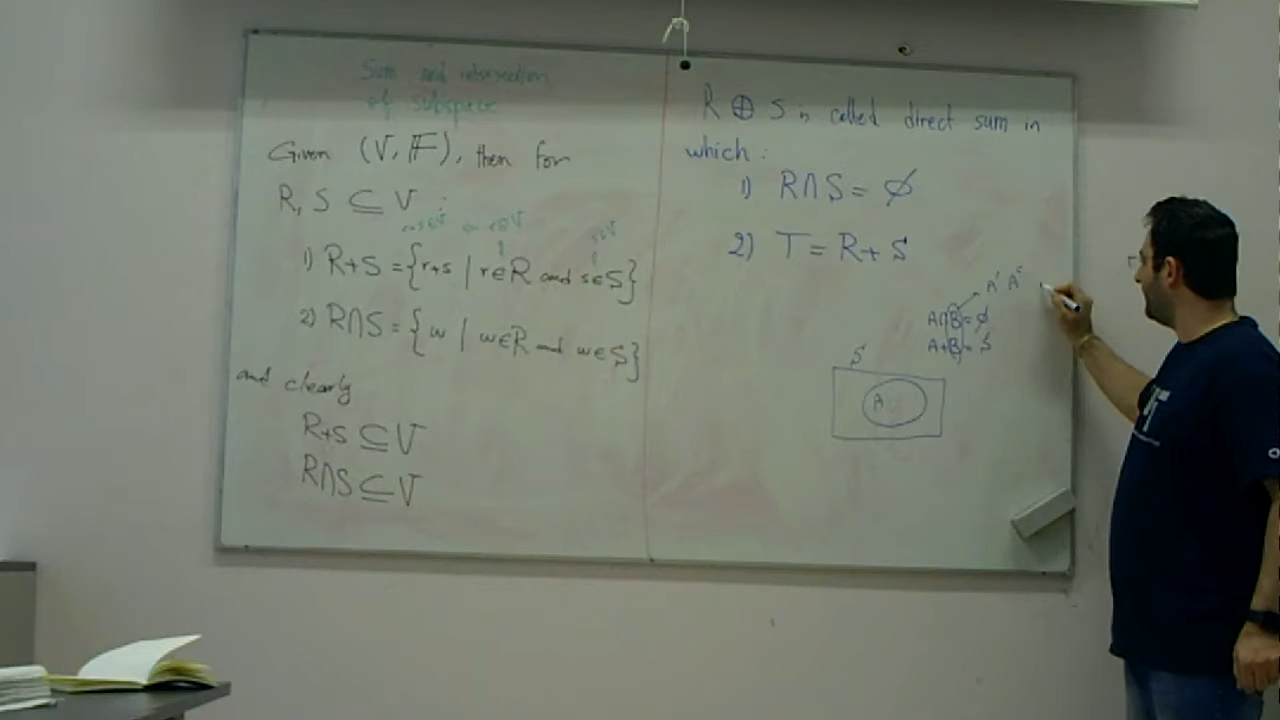 Sum and intersection
of subspace
Given (V, F), then for
R, S ⊆ V :
1) R+S = {r+s | r∈R and s∈S}
2) R∩S = {w | w∈R and w∈S}
and clearly
R+S ⊆ V
R∩S ⊆ V
R ⊕ S is called direct sum in
which :
1) R∩S = ∅
2) T = R+S
A' A^c
A∩B = ∅
A+B = S
S
A